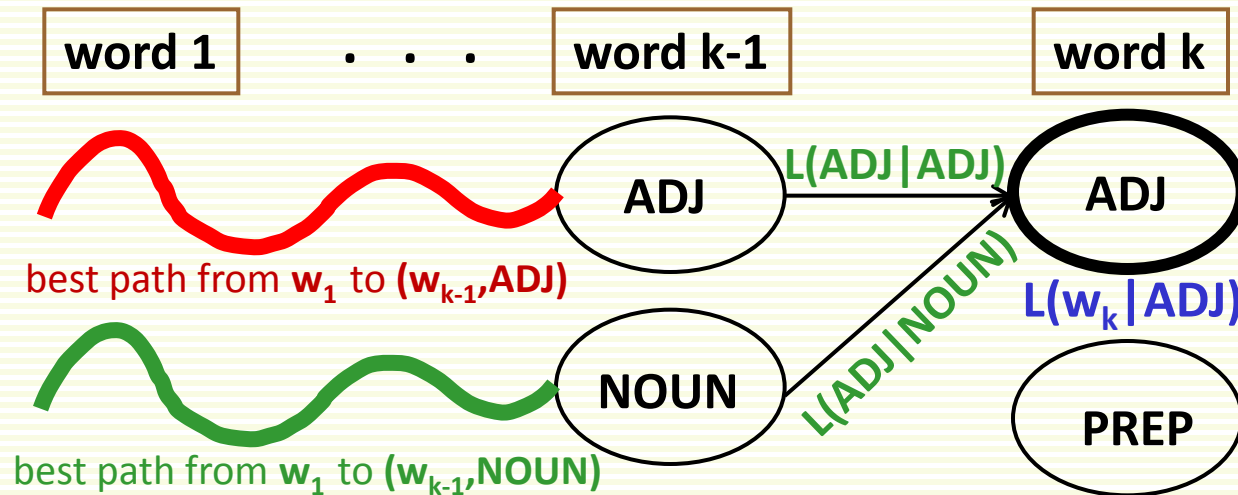 word 1 . . . word k-1 word k
L(ADJ|ADJ)
ADJ ADJ
best path from w1 to (wk-1,ADJ)
L(wk|ADJ)
L(ADJ|NOUN)
NOUN
PREP
best path from w1 to (wk-1,NOUN)